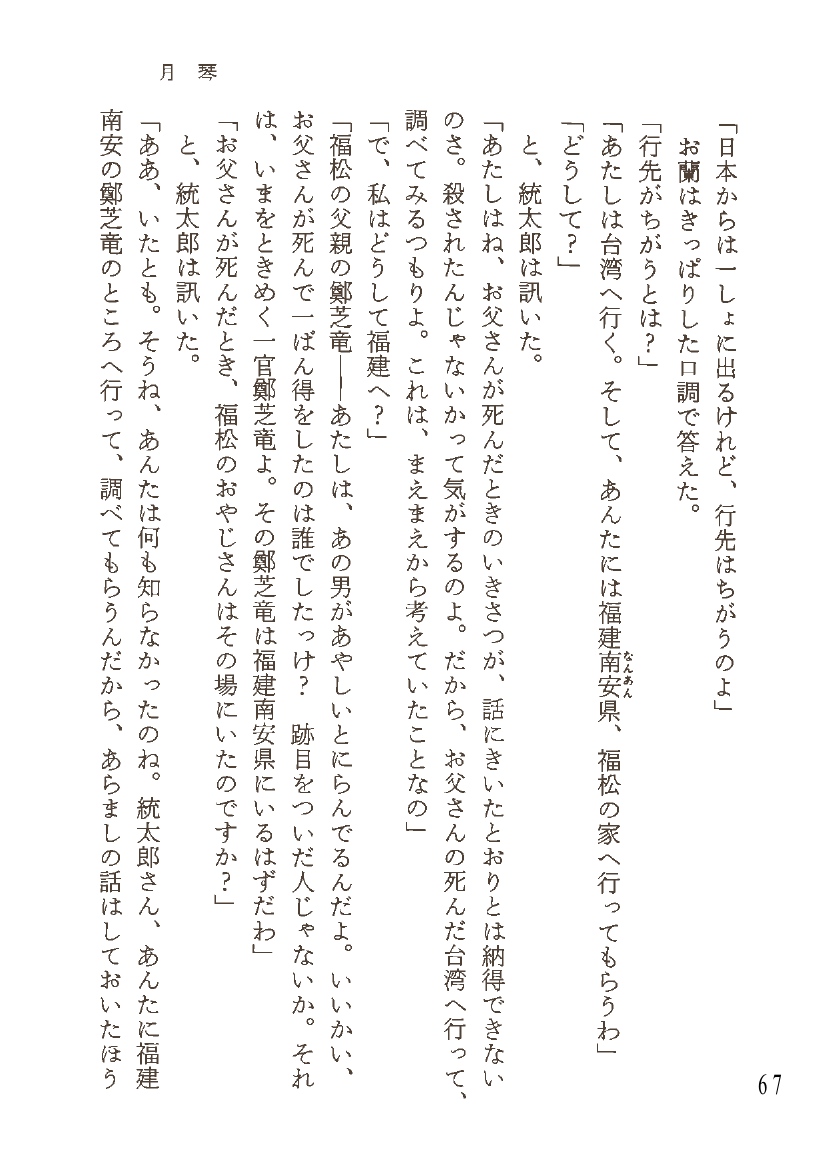 月琴
「日本からは一しょに出るけれど、行先はちがうのよ」
お蘭はきっぱりした口調で答えた。
「行先がちがうとは？」
「あたしは台湾へ行く。そして、あんたには福建南安県、福松の家へ行ってもらうわ」
なんあん
「どうして？」
と、統太郎は訊いた。
「あたしはね、お父さんが死んだときのいきさつが、話にきいたとおりとは納得できない
のさ。殺されたんじゃないかって気がするのよ。だから、お父さんの死んだ台湾へ行って、
調べてみるつもりよ。これは、まえまえから考えていたことなの」
「で、私はどうして福建へ？」
「福松の父親の鄭芝竜――あたしは、あの男があやしいとにらんでるんだよ。いいかい、
お父さんが死んで一ばん得をしたのは誰でしたっけ？　跡目をついだ人じゃないか。それ
は、いまをときめく一官鄭芝竜よ。その鄭芝竜は福建南安県にいるはずだわ」
「お父さんが死んだとき、福松のおやじさんはその場にいたのですか？」
と、統太郎は訊いた。
「ああ、いたとも。そうね、あんたは何も知らなかったのね。統太郎さん、あんたに福建
南安の鄭芝竜のところへ行って、調べてもらうんだから、あらましの話はしておいたほう
67